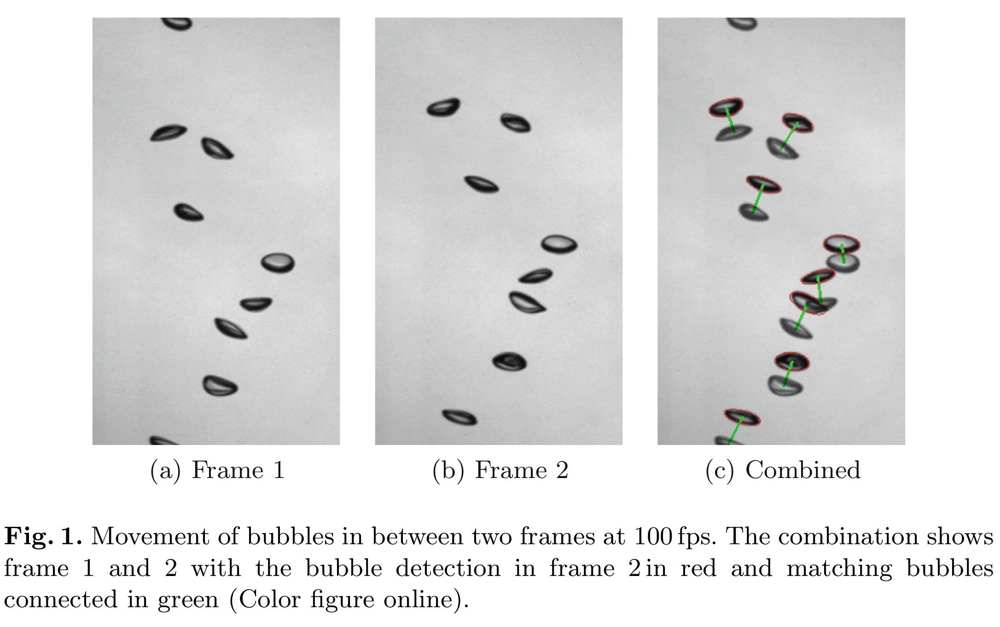 (a) Frame 1
(b) Frame 2
(c) Combined
Fig. 1. Movement of bubbles in between two frames at 100 fps. The combination shows
frame 1 and 2 with the bubble detection in frame 2 in red and matching bubbles
connected in green (Color figure online).